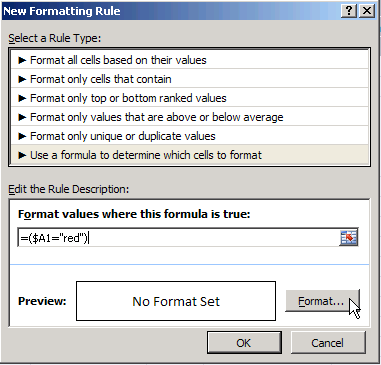 New Formatting Rule
Select a Rule Type:
► Format all cells based on their values
► Format only cells that contain
► Format only top or bottom ranked values
► Format only values that are above or below average
► Format only unique or duplicate values
► Use a formula to determine which cells to format
Edit the Rule Description:
Format values where this formula is true:
=($A1="red")
Preview:
No Format Set
Format...
OK
Cancel